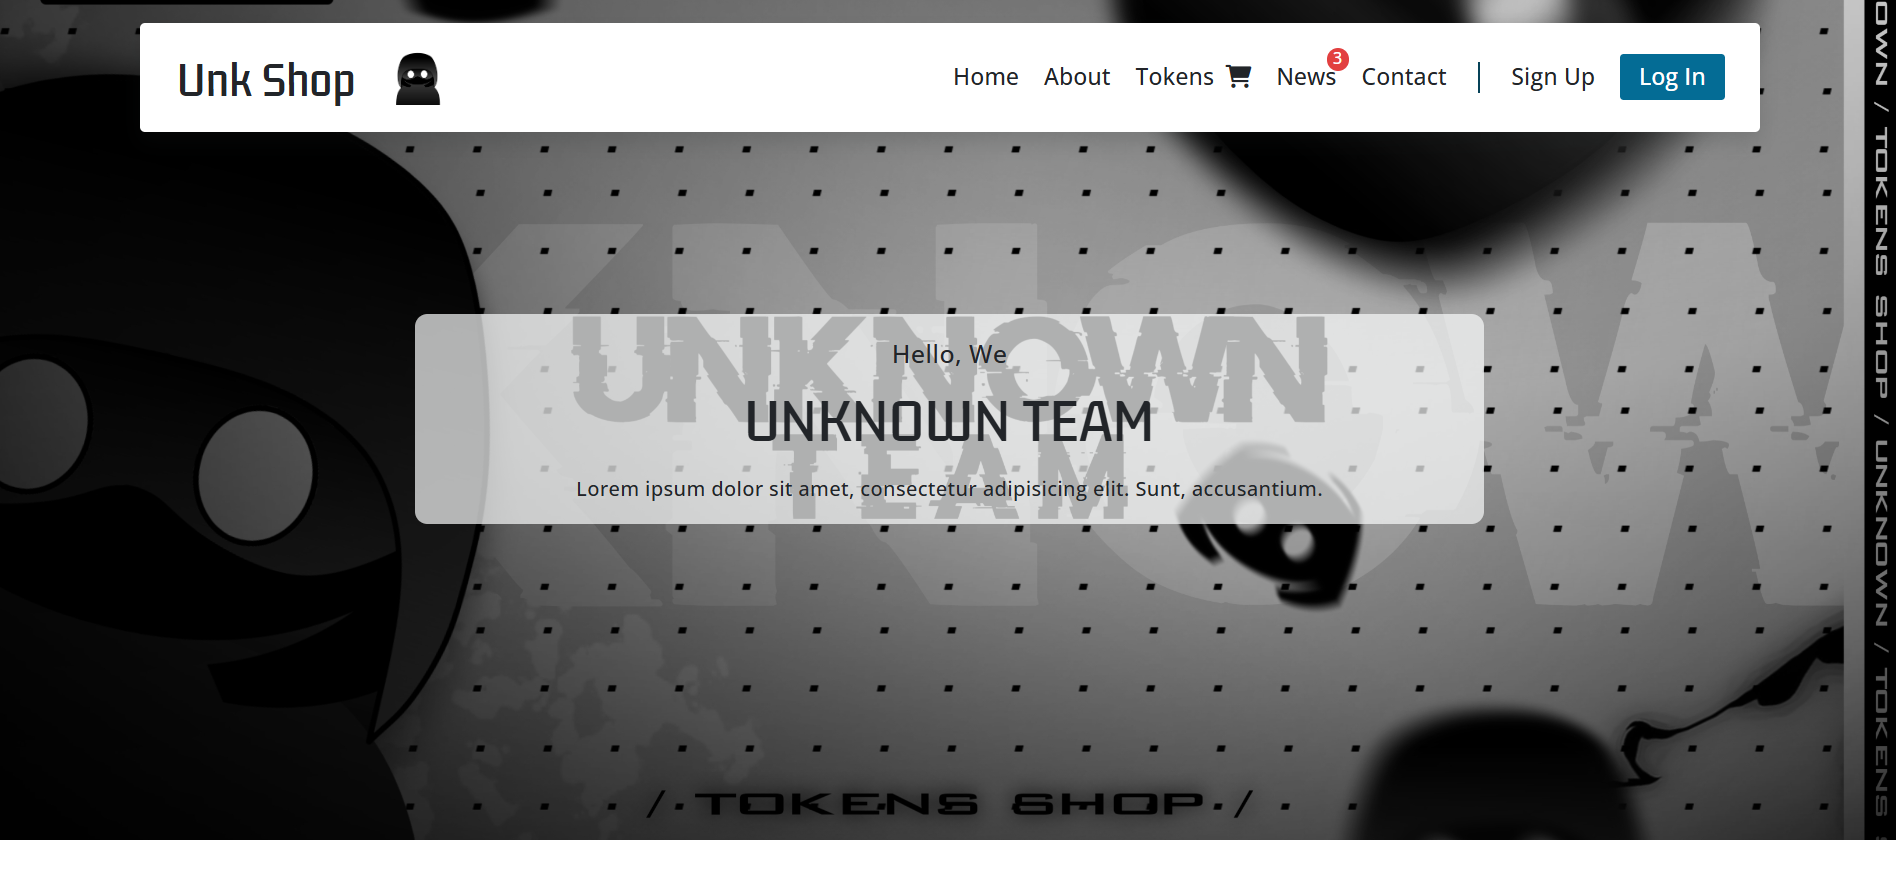 Unk Shop
Home About Tokens News 3 Contact Sign Up Log In
UNKNOWN
Hello, We
UNKNOWN TEAM
TEAM
Lorem ipsum dolor sit amet, consectetur adipisicing elit. Sunt, accusantium.
KNOW
/ TOKENS SHOP /
OWN / TOKENS SHOP / UNKNOWN / TOKENS S